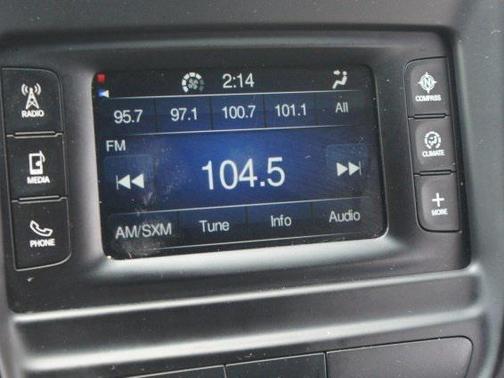 2:14
95.7 97.1 100.7 101.1 All
FM
104.5
AM/SXM Tune Info Audio
RADIO
MEDIA
PHONE
N
COMPASS
CLIMATE
+
MORE